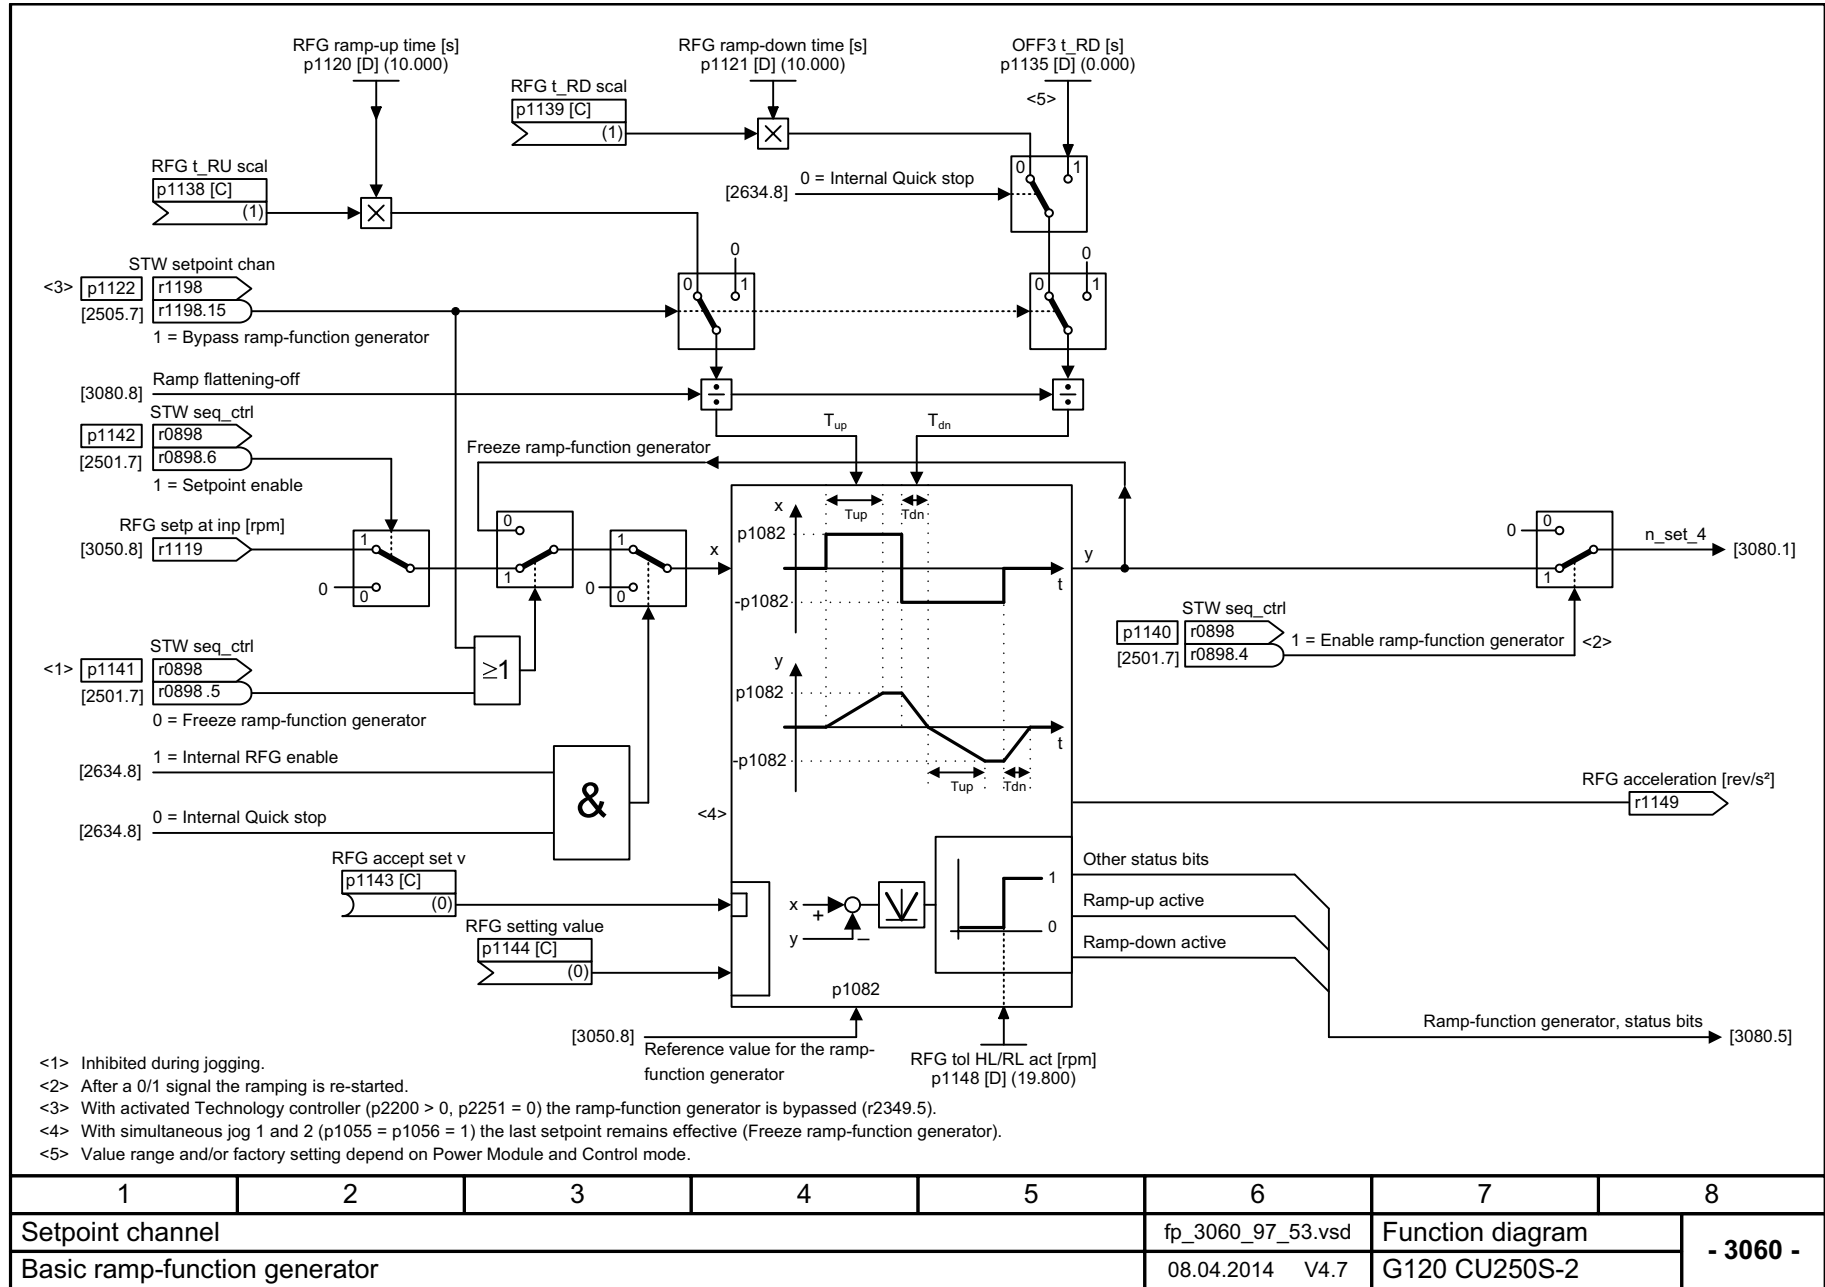 RFG ramp-up time [s]
p1120 [D] (10.000)
RFG ramp-down time [s]
p1121 [D] (10.000)
OFF3 t_RD [s]
p1135 [D] (0.000)
<5>
RFG t_RD scal
p1139 [C]
(1)
RFG t_RU scal
p1138 [C]
(1)
[2634.8]
0 = Internal Quick stop
0 1
STW setpoint chan
<3> p1122 r1198
[2505.7] r1198.15
1 = Bypass ramp-function generator
0
0 1
0
0 1
[3080.8] Ramp flattening-off
÷
÷
STW seq_ctrl
p1142 r0898
[2501.7] r0898.6
1 = Setpoint enable
Tup
Tdn
Freeze ramp-function generator
RFG setp at inp [rpm]
[3050.8] r1119
1
0
0
0
1
1
0
0
x
x
Tup
Tdn
p1082
-p1082
t
y
0
0
1
n_set_4
[3080.1]
STW seq_ctrl
p1140 r0898
[2501.7] r0898.4
1 = Enable ramp-function generator
<2>
STW seq_ctrl
<1> p1141 r0898
[2501.7] r0898 .5
0 = Freeze ramp-function generator
≥1
y
p1082
-p1082
t
Tup
Tdn
[2634.8] 1 = Internal RFG enable
[2634.8] 0 = Internal Quick stop
&
<4>
RFG acceleration [rev/s²]
r1149
RFG accept set v
p1143 [C]
(0)
RFG setting value
p1144 [C]
(0)
x
+
y
–
1
0
Other status bits
Ramp-up active
Ramp-down active
p1082
[3050.8]
Reference value for the ramp-
function generator
RFG tol HL/RL act [rpm]
p1148 [D] (19.800)
Ramp-function generator, status bits
[3080.5]
<1> Inhibited during jogging.
<2> After a 0/1 signal the ramping is re-started.
<3> With activated Technology controller (p2200 > 0, p2251 = 0) the ramp-function generator is bypassed (r2349.5).
<4> With simultaneous jog 1 and 2 (p1055 = p1056 = 1) the last setpoint remains effective (Freeze ramp-function generator).
<5> Value range and/or factory setting depend on Power Module and Control mode.
1 2 3 4 5 6 7 8
Setpoint channel
fp_3060_97_53.vsd
Function diagram
- 3060 -
Basic ramp-function generator
08.04.2014 V4.7
G120 CU250S-2